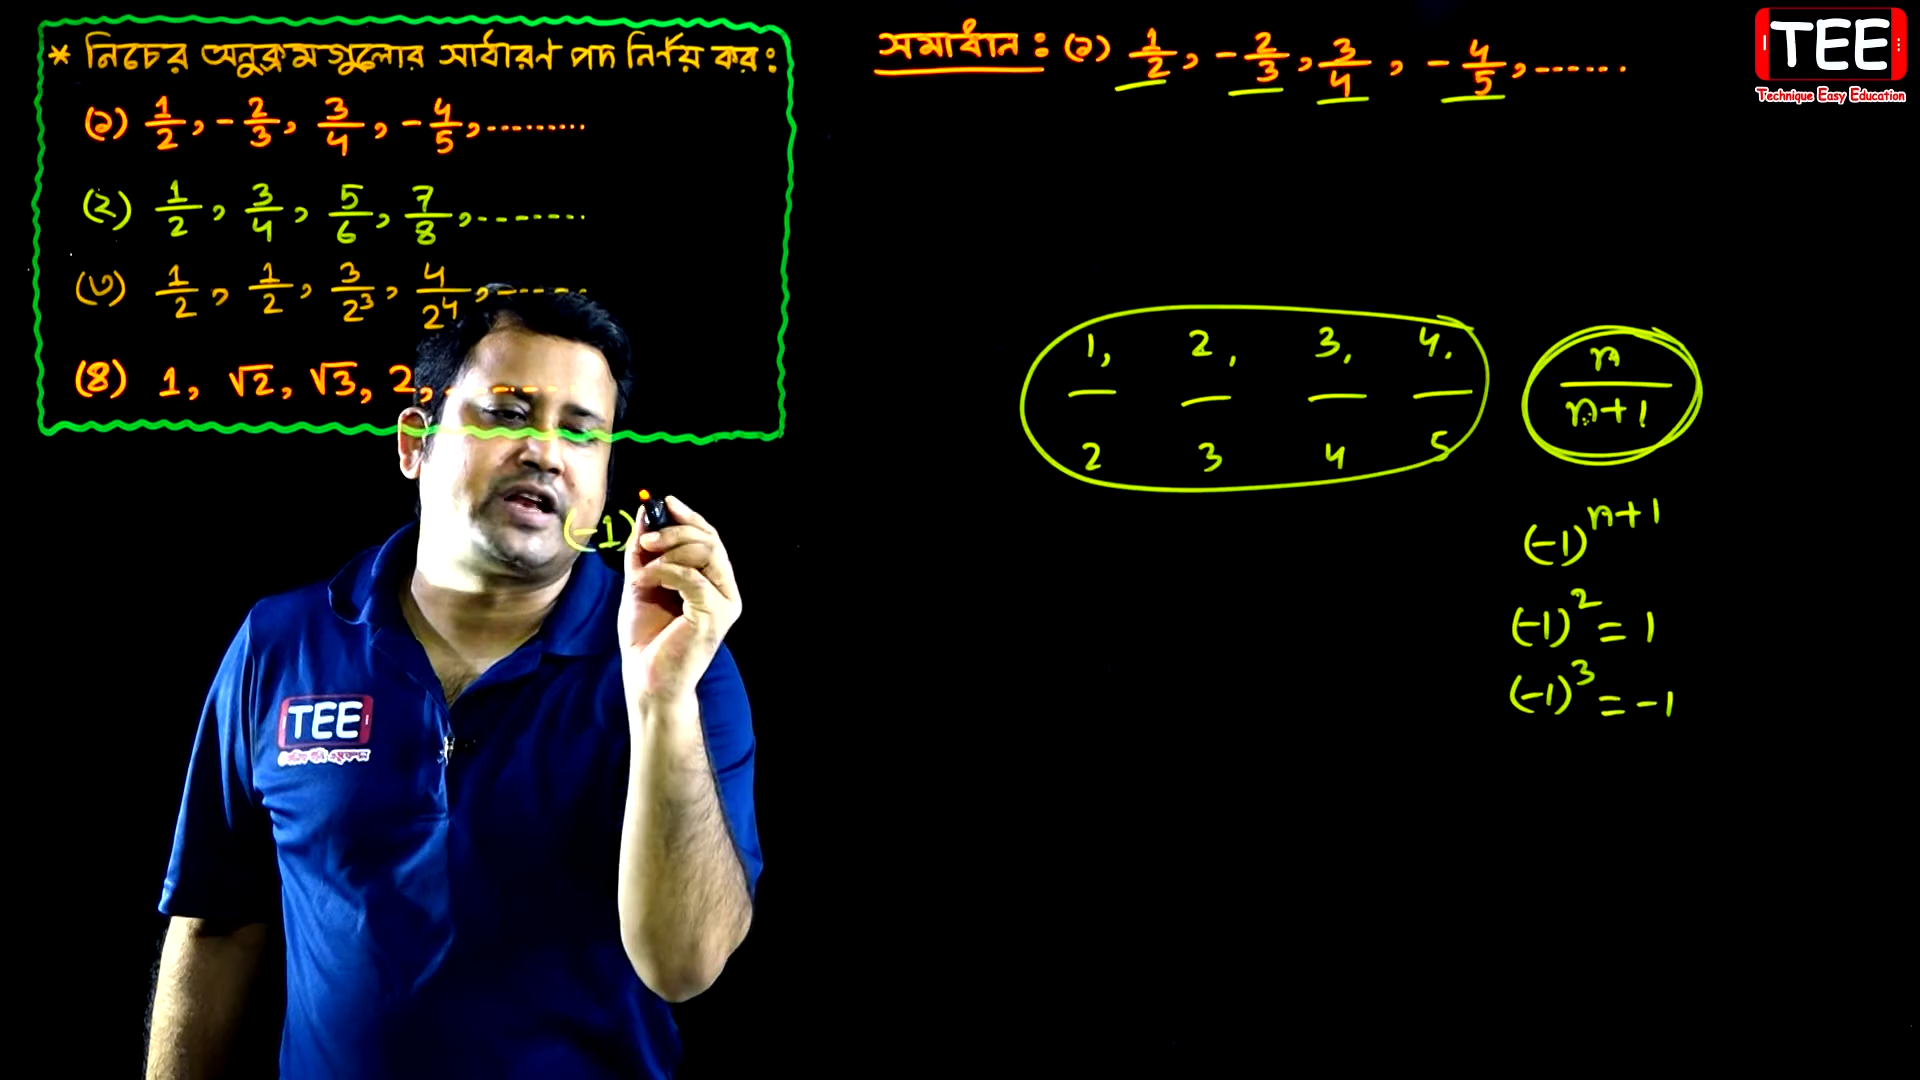 * নিচের অনুক্রমগুলোর সাধারণ পদ নির্ণয় কর:
(১) 1/2, -2/3, 3/4, -4/5, .........
(২) 1/2, 3/4, 5/6, 7/8, ........
(৩) 1/2, 1/2, 3/2³, 4/2⁴, ......
(৪) 1, √2, √3, 2, ......
(-1)
সমাধান: (১) 1/2, -2/3, 3/4, -4/5, ......
1, 2, 3, 4,
2 3 4 5
n/n+1
(-1)ⁿ⁺¹
(-1)² = 1
(-1)³ = -1
TEE
Technique Easy Education
TEE